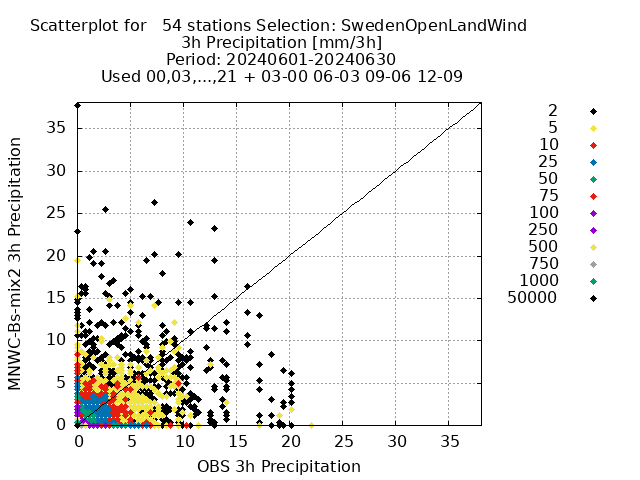 Scatterplot for   54 stations Selection: SwedenOpenLandWind
3h Precipitation [mm/3h]
Period: 20240601-20240630
Used 00,03,...,21 + 03-00 06-03 09-06 12-09
MNWC-Bs-mix2 3h Precipitation
35
30
25
20
15
10
5
0
0 5 10 15 20 25 30 35
OBS 3h Precipitation
2
5
10
25
50
75
100
250
500
750
1000
50000